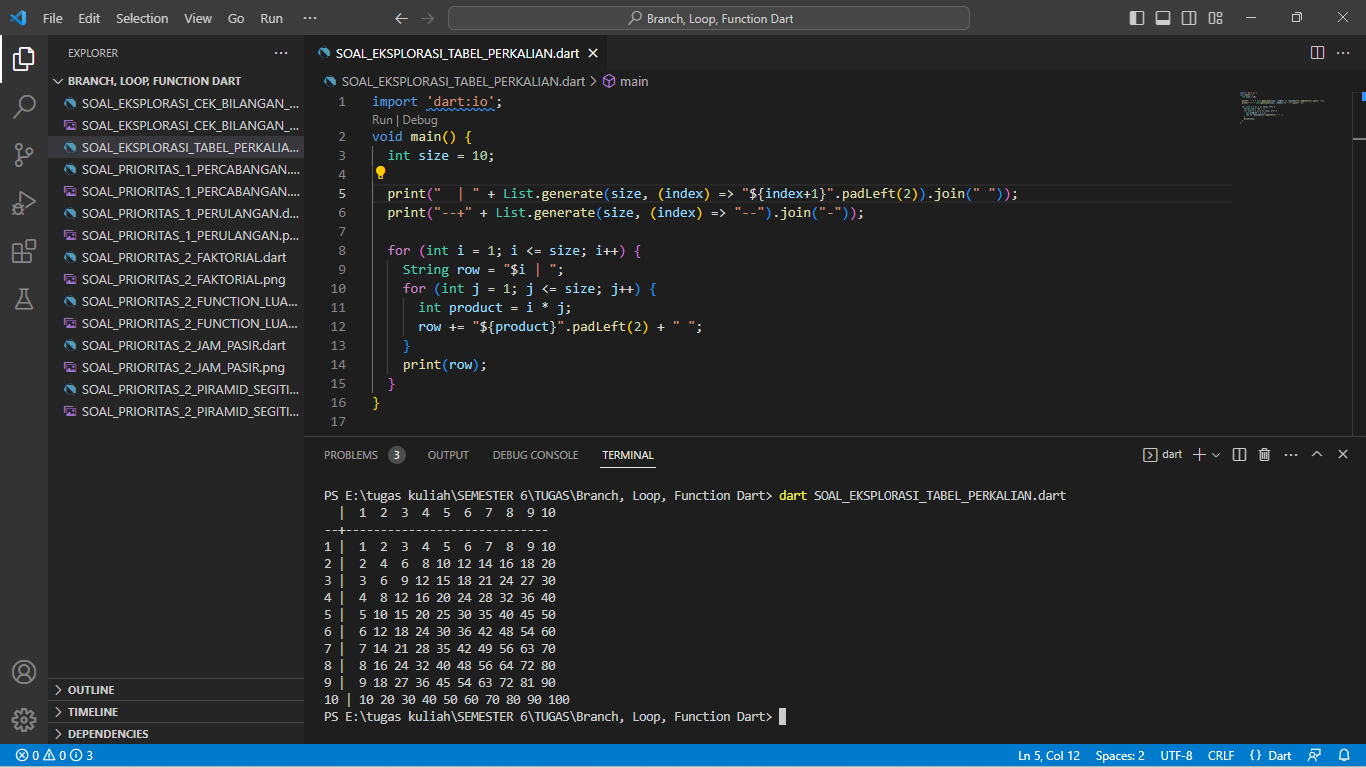 File Edit Selection View Go Run ··· Branch, Loop, Function Dart
EXPLORER ···
BRANCH, LOOP, FUNCTION DART
SOAL_EKSPLORASI_CEK_BILANGAN_...
SOAL_EKSPLORASI_CEK_BILANGAN_...
SOAL_EKSPLORASI_TABEL_PERKALIA...
SOAL_PRIORITAS_1_PERCABANGAN....
SOAL_PRIORITAS_1_PERCABANGAN....
SOAL_PRIORITAS_1_PERULANGAN.d...
SOAL_PRIORITAS_1_PERULANGAN.p...
SOAL_PRIORITAS_2_FAKTORIAL.dart
SOAL_PRIORITAS_2_FAKTORIAL.png
SOAL_PRIORITAS_2_FUNCTION_LUA...
SOAL_PRIORITAS_2_FUNCTION_LUA...
SOAL_PRIORITAS_2_JAM_PASIR.dart
SOAL_PRIORITAS_2_JAM_PASIR.png
SOAL_PRIORITAS_2_PIRAMID_SEGITI...
SOAL_PRIORITAS_2_PIRAMID_SEGITI...
OUTLINE
TIMELINE
DEPENDENCIES
SOAL_EKSPLORASI_TABEL_PERKALIAN.dart
SOAL_EKSPLORASI_TABEL_PERKALIAN.dart > main
1 import 'dart:io';
Run | Debug
2 void main() {
3   int size = 10;
4
5   print("  | " + List.generate(size, (index) => "${index+1}".padLeft(2)).join(" "));
6   print("--+" + List.generate(size, (index) => "--").join("-"));
7
8   for (int i = 1; i <= size; i++) {
9     String row = "$i | ";
10     for (int j = 1; j <= size; j++) {
11       int product = i * j;
12       row += "${product}".padLeft(2) + " ";
13     }
14     print(row);
15   }
16 }
17
PROBLEMS 3 OUTPUT DEBUG CONSOLE TERMINAL dart
PS E:\tugas kuliah\SEMESTER 6\TUGAS\Branch, Loop, Function Dart> dart SOAL_EKSPLORASI_TABEL_PERKALIAN.dart
  |  1  2  3  4  5  6  7  8  9 10
--+-----------------------------
1 |  1  2  3  4  5  6  7  8  9 10
2 |  2  4  6  8 10 12 14 16 18 20
3 |  3  6  9 12 15 18 21 24 27 30
4 |  4  8 12 16 20 24 28 32 36 40
5 |  5 10 15 20 25 30 35 40 45 50
6 |  6 12 18 24 30 36 42 48 54 60
7 |  7 14 21 28 35 42 49 56 63 70
8 |  8 16 24 32 40 48 56 64 72 80
9 |  9 18 27 36 45 54 63 72 81 90
10 | 10 20 30 40 50 60 70 80 90 100
PS E:\tugas kuliah\SEMESTER 6\TUGAS\Branch, Loop, Function Dart>
0 0 3 Ln 5, Col 12 Spaces: 2 UTF-8 CRLF {} Dart